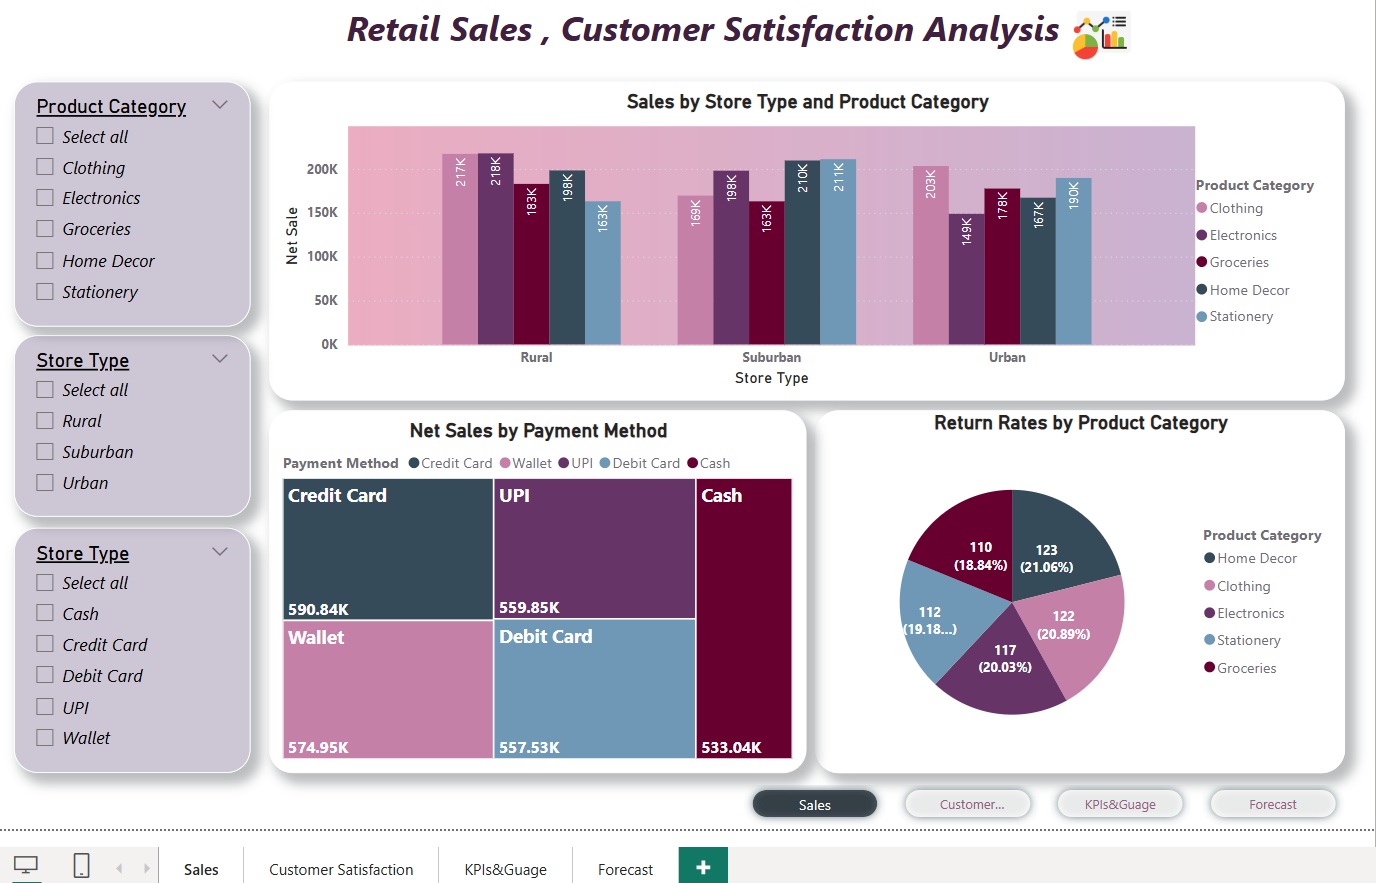 Retail Sales , Customer Satisfaction Analysis
Product Category
Select all
Clothing
Electronics
Groceries
Home Decor
Stationery
Store Type
Select all
Rural
Suburban
Urban
Store Type
Select all
Cash
Credit Card
Debit Card
UPI
Wallet
Sales by Store Type and Product Category
Net Sale
200K
150K
100K
50K
0K
217K
218K
183K
198K
163K
169K
198K
163K
210K
211K
203K
149K
178K
167K
190K
Rural
Suburban
Urban
Store Type
Product Category
Clothing
Electronics
Groceries
Home Decor
Stationery
Net Sales by Payment Method
Payment Method Credit Card Wallet UPI Debit Card Cash
Credit Card
590.84K
UPI
559.85K
Cash
533.04K
Wallet
574.95K
Debit Card
557.53K
Return Rates by Product Category
123
(21.06%)
122
(20.89%)
117
(20.03%)
112
(19.18...)
110
(18.84%)
Product Category
Home Decor
Clothing
Electronics
Stationery
Groceries
Sales
Customer...
KPIs&Guage
Forecast
Sales
Customer Satisfaction
KPIs&Guage
Forecast
+